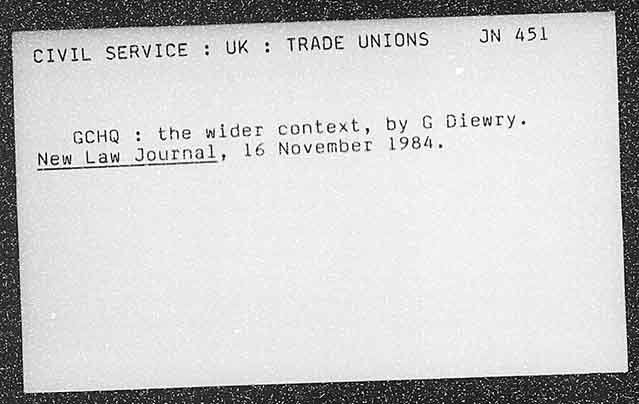 CIVIL SERVICE : UK : TRADE UNIONS JN 451
GCHQ : the wider context, by G Diewry.
New Law Journal, 16 November 1984.